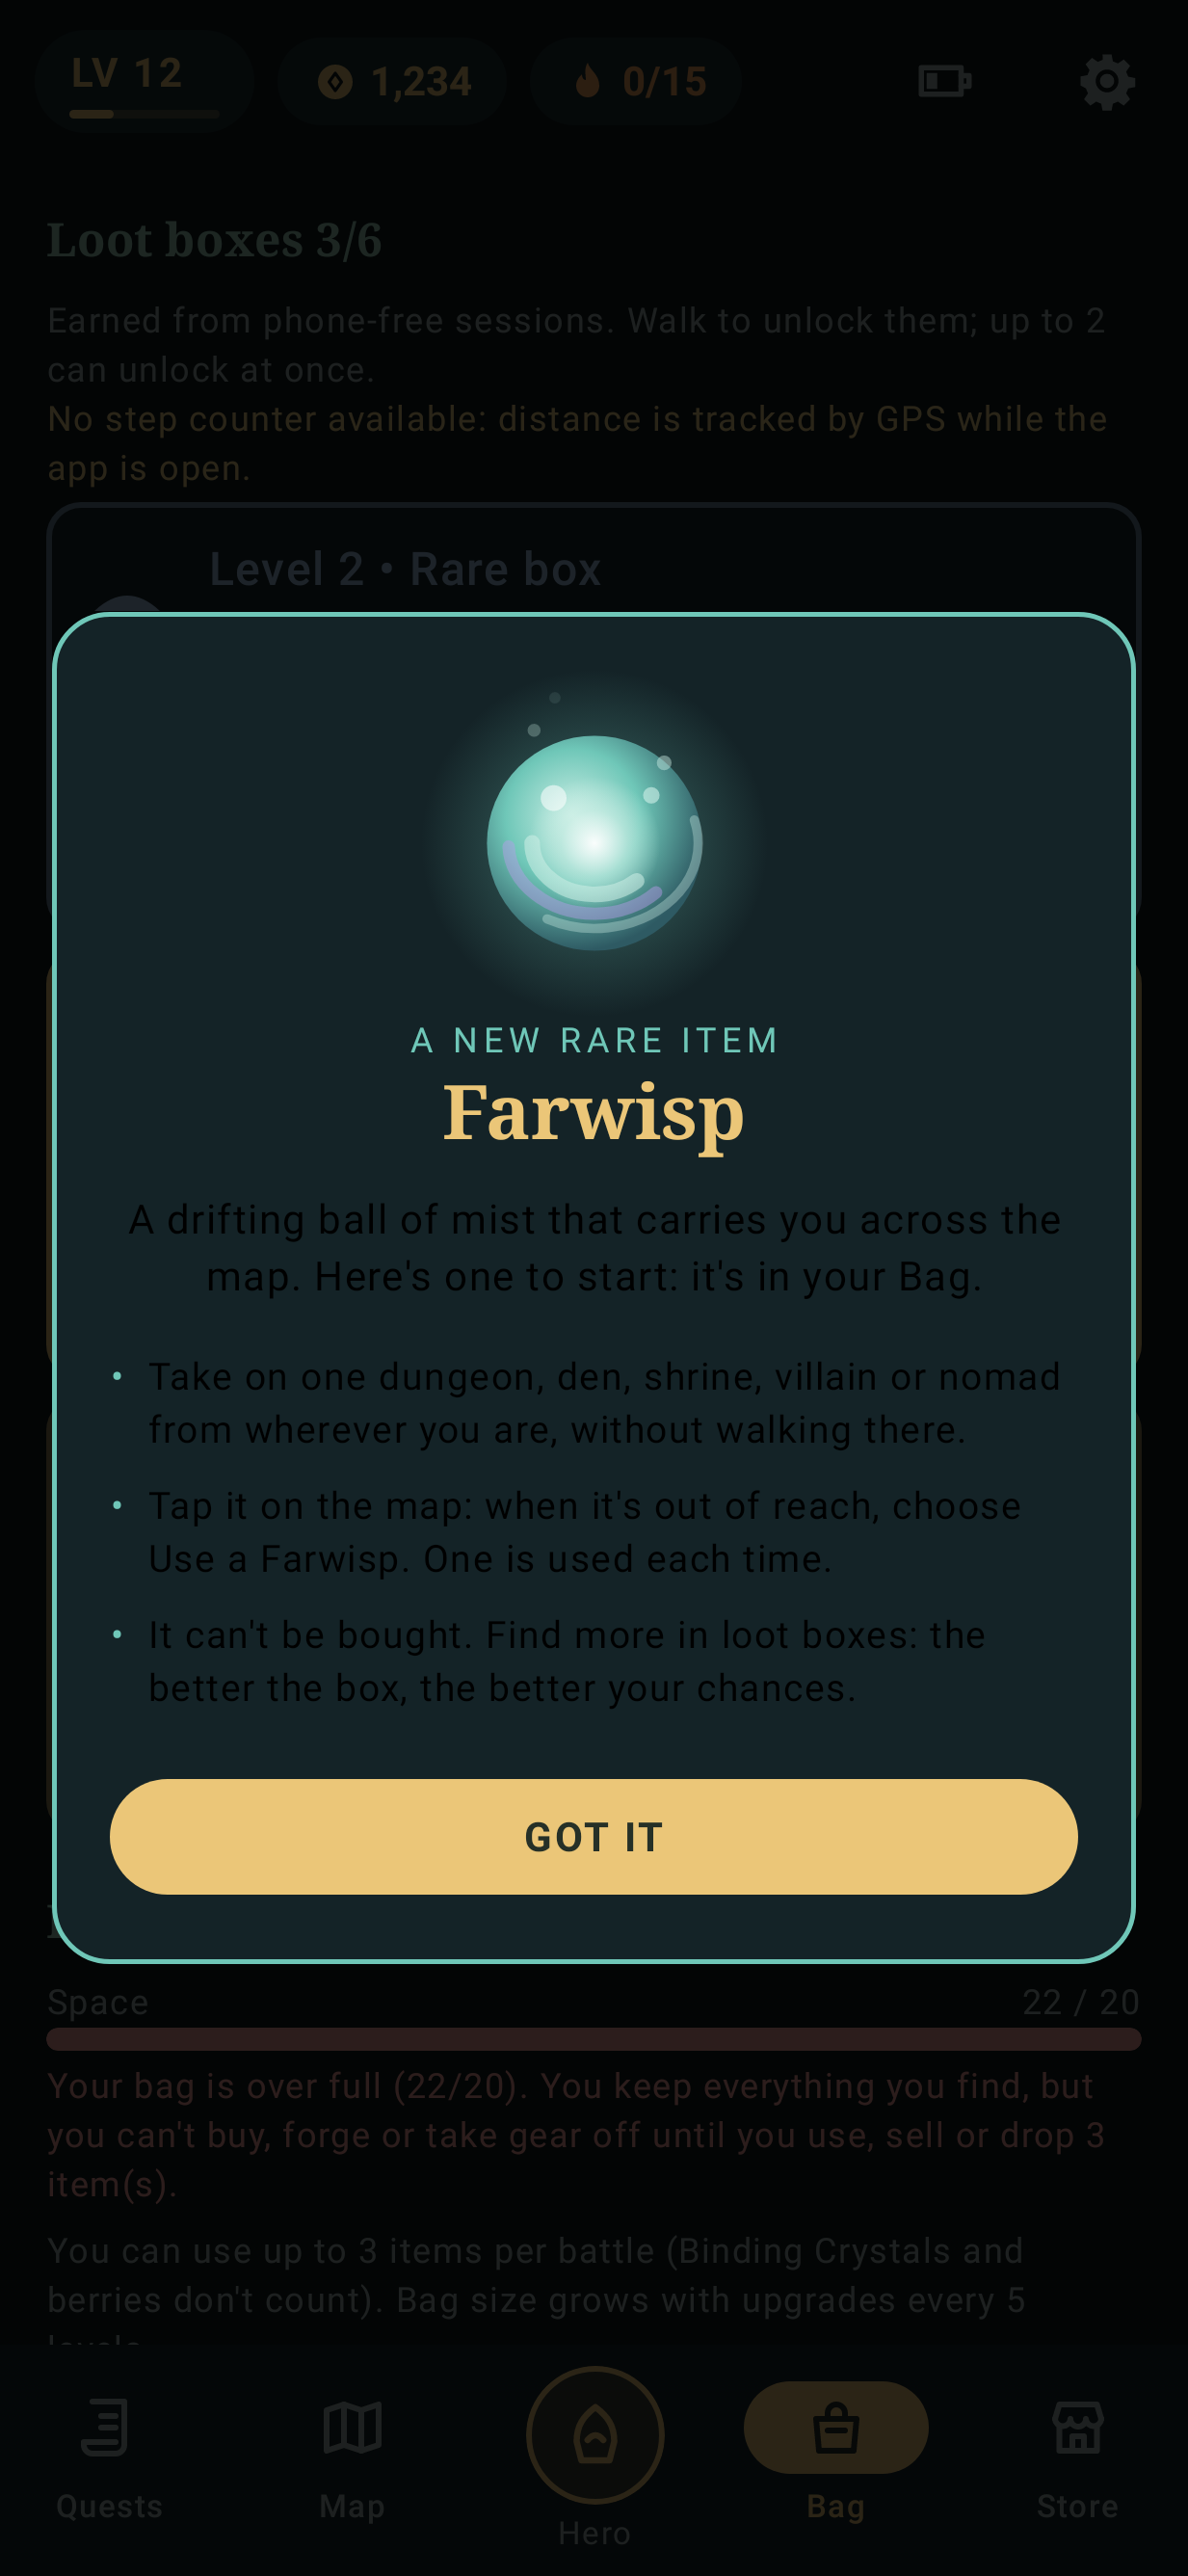 LV 12
1,234
0/15
Loot boxes 3/6
Earned from phone-free sessions. Walk to unlock them; up to 2
can unlock at once.
No step counter available: distance is tracked by GPS while the
app is open.
Level 2 • Rare box
A NEW RARE ITEM
Farwisp
A drifting ball of mist that carries you across the
map. Here's one to start: it's in your Bag.
• Take on one dungeon, den, shrine, villain or nomad
from wherever you are, without walking there.
• Tap it on the map: when it's out of reach, choose
Use a Farwisp. One is used each time.
• It can't be bought. Find more in loot boxes: the
better the box, the better your chances.
GOT IT
Space 22 / 20
Your bag is over full (22/20). You keep everything you find, but
you can't buy, forge or take gear off until you use, sell or drop 3
item(s).
You can use up to 3 items per battle (Binding Crystals and
berries don't count). Bag size grows with upgrades every 5
Quests
Map
Hero
Bag
Store